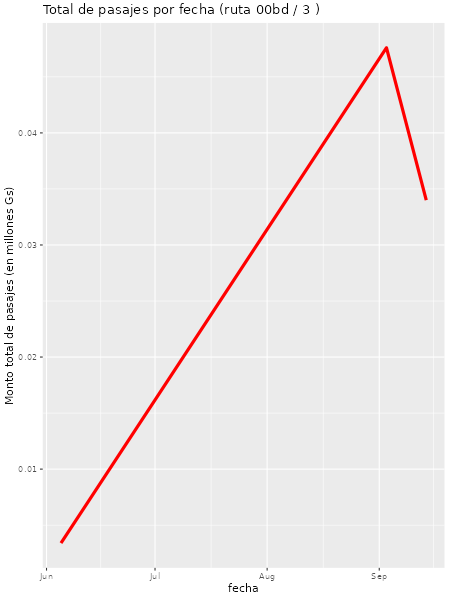 Total de pasajes por fecha (ruta 00bd / 3 )
Monto total de pasajes (en millones Gs)
0.04
0.03
0.02
0.01
Jun
Jul
Aug
Sep
fecha